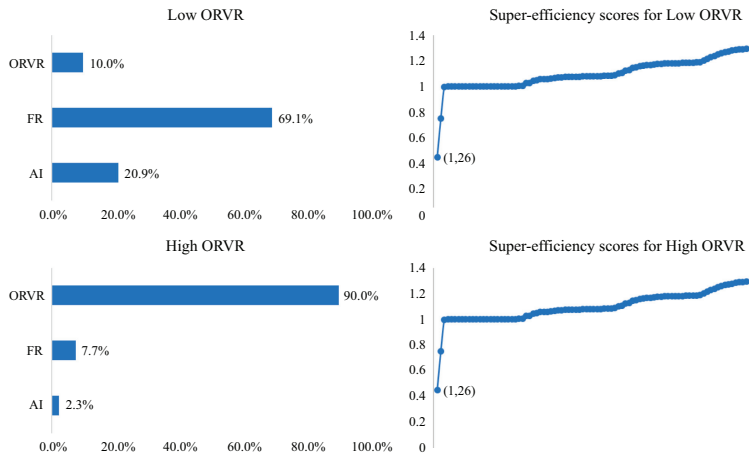 Low ORVR
ORVR
10.0%
FR
69.1%
AI
20.9%
0.0% 20.0% 40.0% 60.0% 80.0% 100.0%
Super-efficiency scores for Low ORVR
1.4
1.2
1
0.8
0.6
0.4
0.2
0
(1,26)
High ORVR
ORVR
90.0%
FR
7.7%
AI
2.3%
0.0% 20.0% 40.0% 60.0% 80.0% 100.0%
Super-efficiency scores for High ORVR
1.4
1.2
1
0.8
0.6
0.4
0.2
0
(1,26)